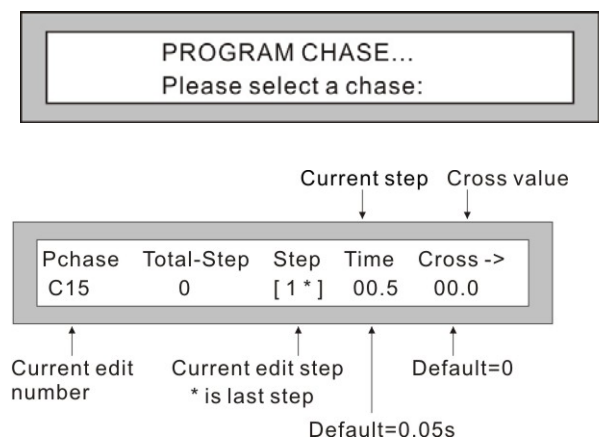 PROGRAM CHASE...
Please select a chase:
Current step Cross value
Pchase Total-Step Step Time Cross ->
C15 0 [ 1 * ] 00.5 00.0
Current edit number
Current edit step
* is last step
Default=0
Default=0.05s